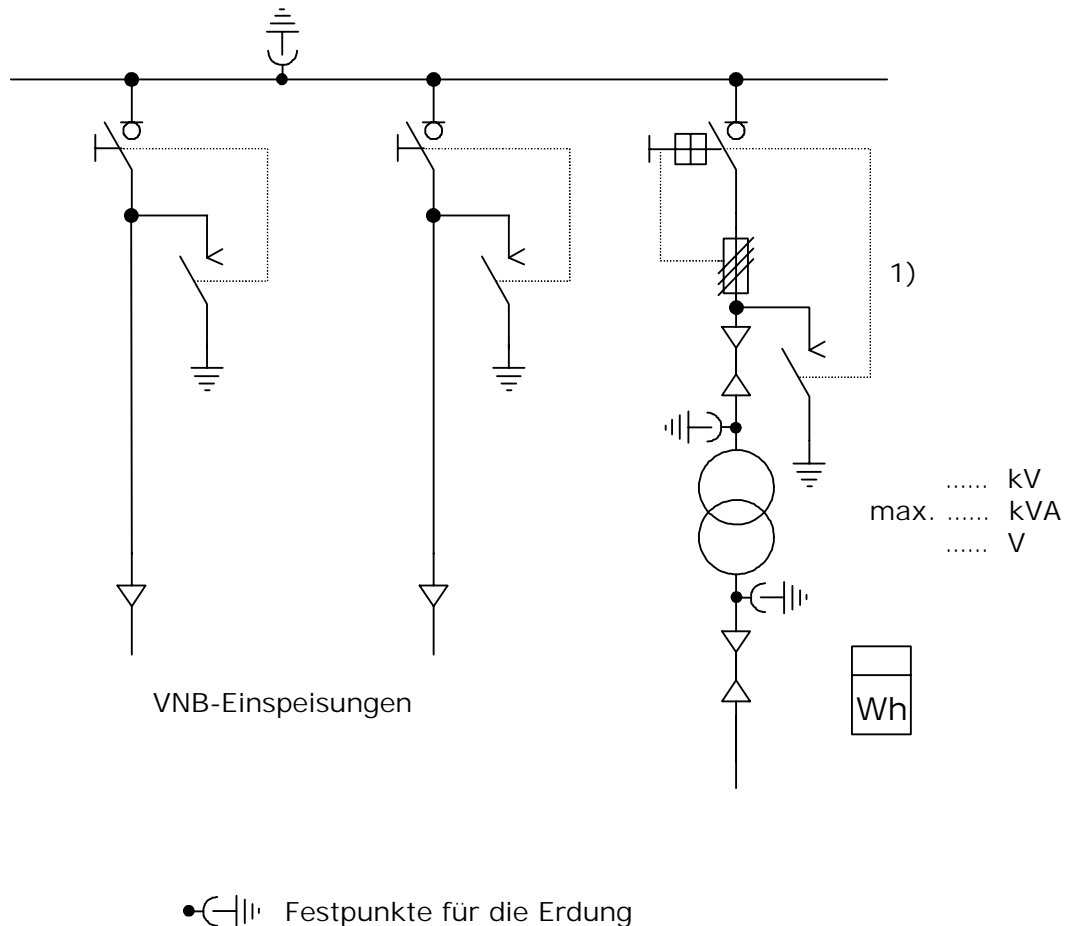 1)
...... kV
max. ...... kVA
...... V
VNB-Einspeisungen
Wh
Festpunkte für die Erdung